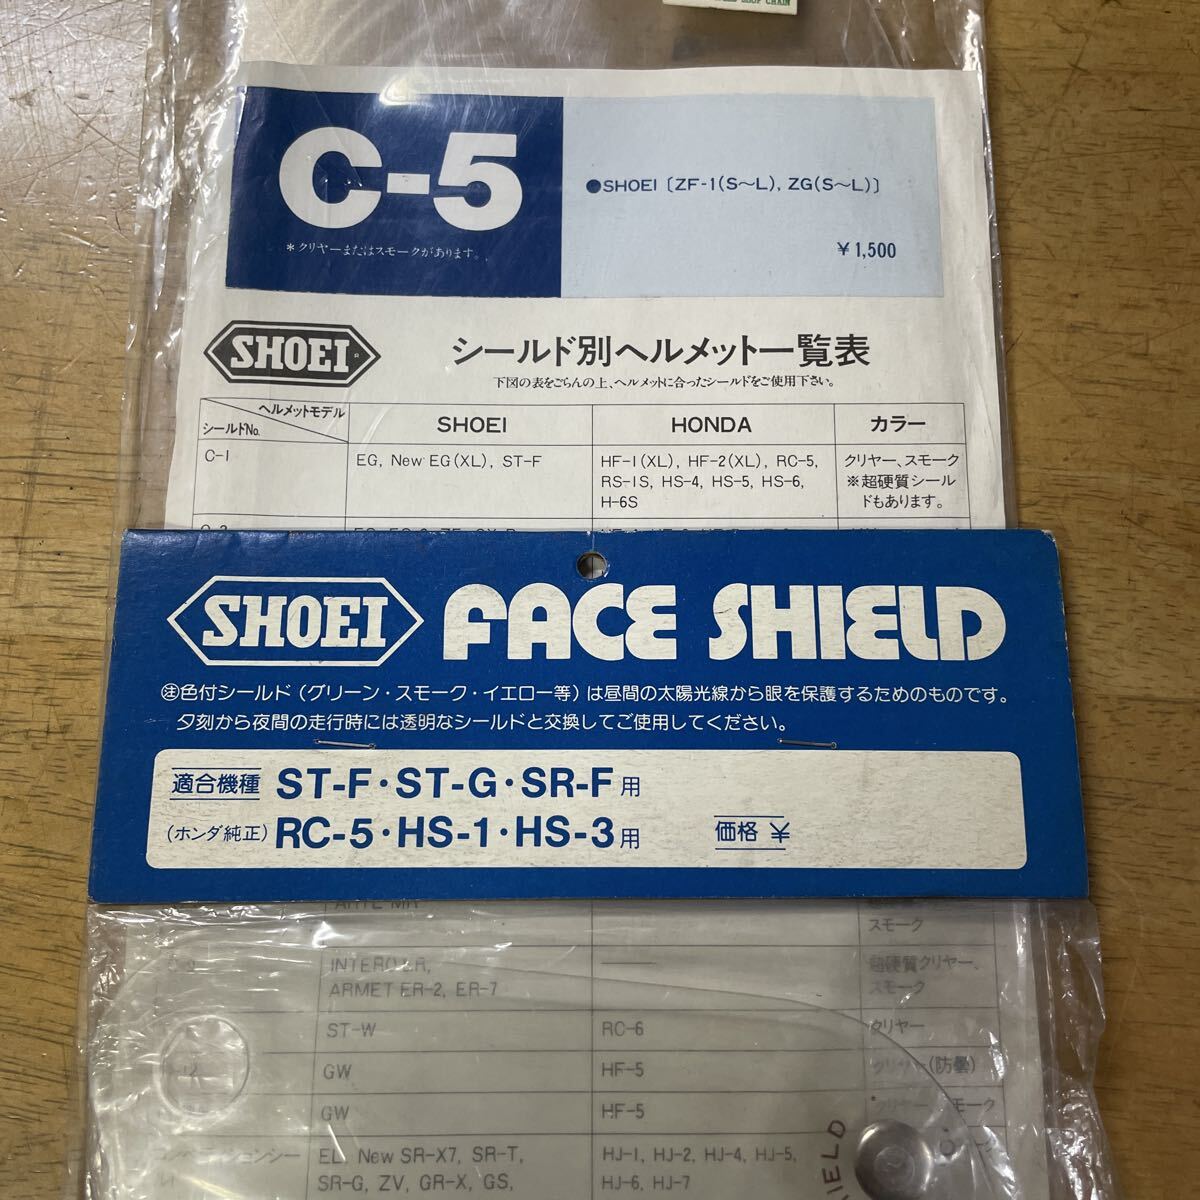 LOOP CHAIN
C-5
●SHOEI〔ZF-1(S〜L), ZG(S〜L)〕
*クリヤーまたはスモークがあります。
¥1,500
SHOEI
シールド別ヘルメット一覧表
下図の表をごらんの上、ヘルメットに合ったシールドをご使用下さい。
ヘルメットモデル
シールドNo.
SHOEI
HONDA
カラー
C-1
EG, New EG(XL), ST-F
HF-1(XL), HF-2(XL), RC-5,
RS-1S, HS-4, HS-5, HS-6,
H-6S
クリヤー、スモーク
※超硬質シール
ドもあります。
SHOEI FACE SHIELD
㊟色付シールド(グリーン・スモーク・イエロー等)は昼間の太陽光線から眼を保護するためのものです。
夕刻から夜間の走行時には透明なシールドと交換してご使用してください。
適合機種 ST-F・ST-G・SR-F用
(ホンダ純正) RC-5・HS-1・HS-3用
価格 ¥
スモーク
ARMET ER-2, ER-7
超硬質クリヤー、
スモーク
ST-W
RC-6
クリヤー
GW
HF-5
クリヤー(防曇)
GW
HF-5
EL, New SR-X7, SR-T,
SR-G, ZV, GR-X, GS,
HJ-1, HJ-2, HJ-4, HJ-5,
HJ-6, HJ-7